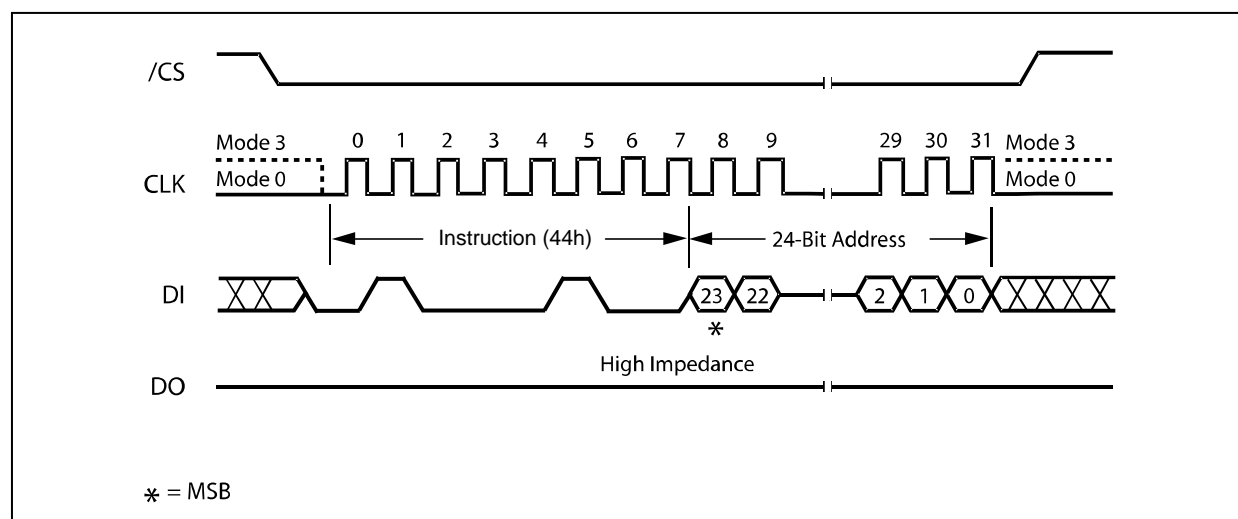 /CS
Mode 3
0 1 2 3 4 5 6 7 8 9 29 30 31
Mode 3
CLK
Mode 0
Mode 0
Instruction (44h)
24-Bit Address
DI
23 22 2 1 0
*
High Impedance
DO
* = MSB